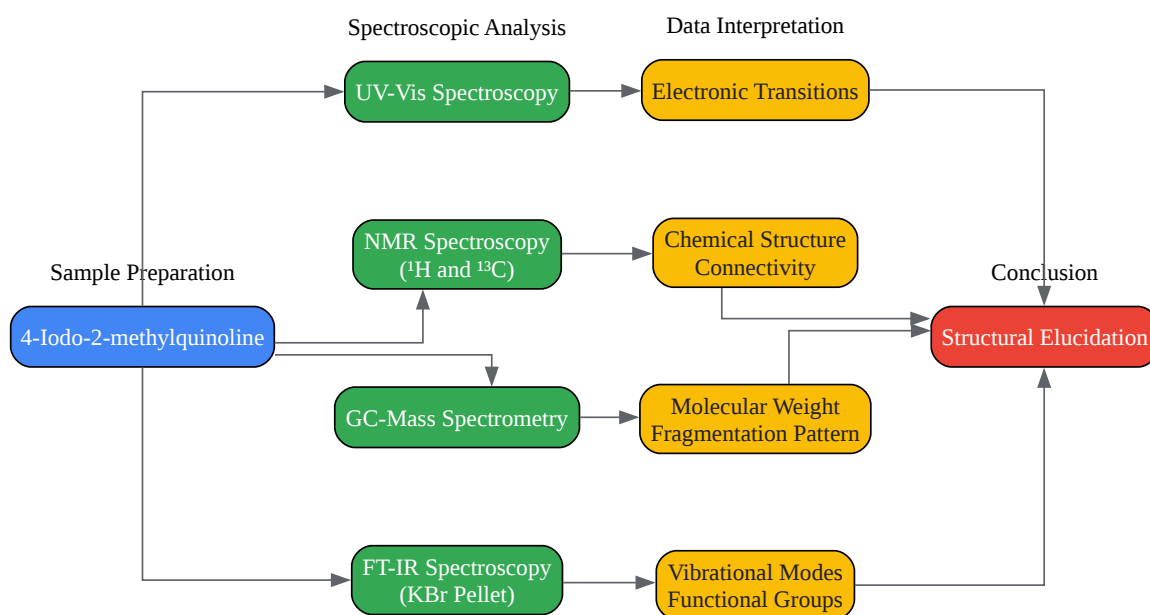 Spectroscopic Analysis
Data Interpretation
UV-Vis Spectroscopy
Electronic Transitions
NMR Spectroscopy
(¹H and ¹³C)
Chemical Structure
Connectivity
Sample Preparation
Conclusion
4-Iodo-2-methylquinoline
Structural Elucidation
GC-Mass Spectrometry
Molecular Weight
Fragmentation Pattern
FT-IR Spectroscopy
(KBr Pellet)
Vibrational Modes
Functional Groups